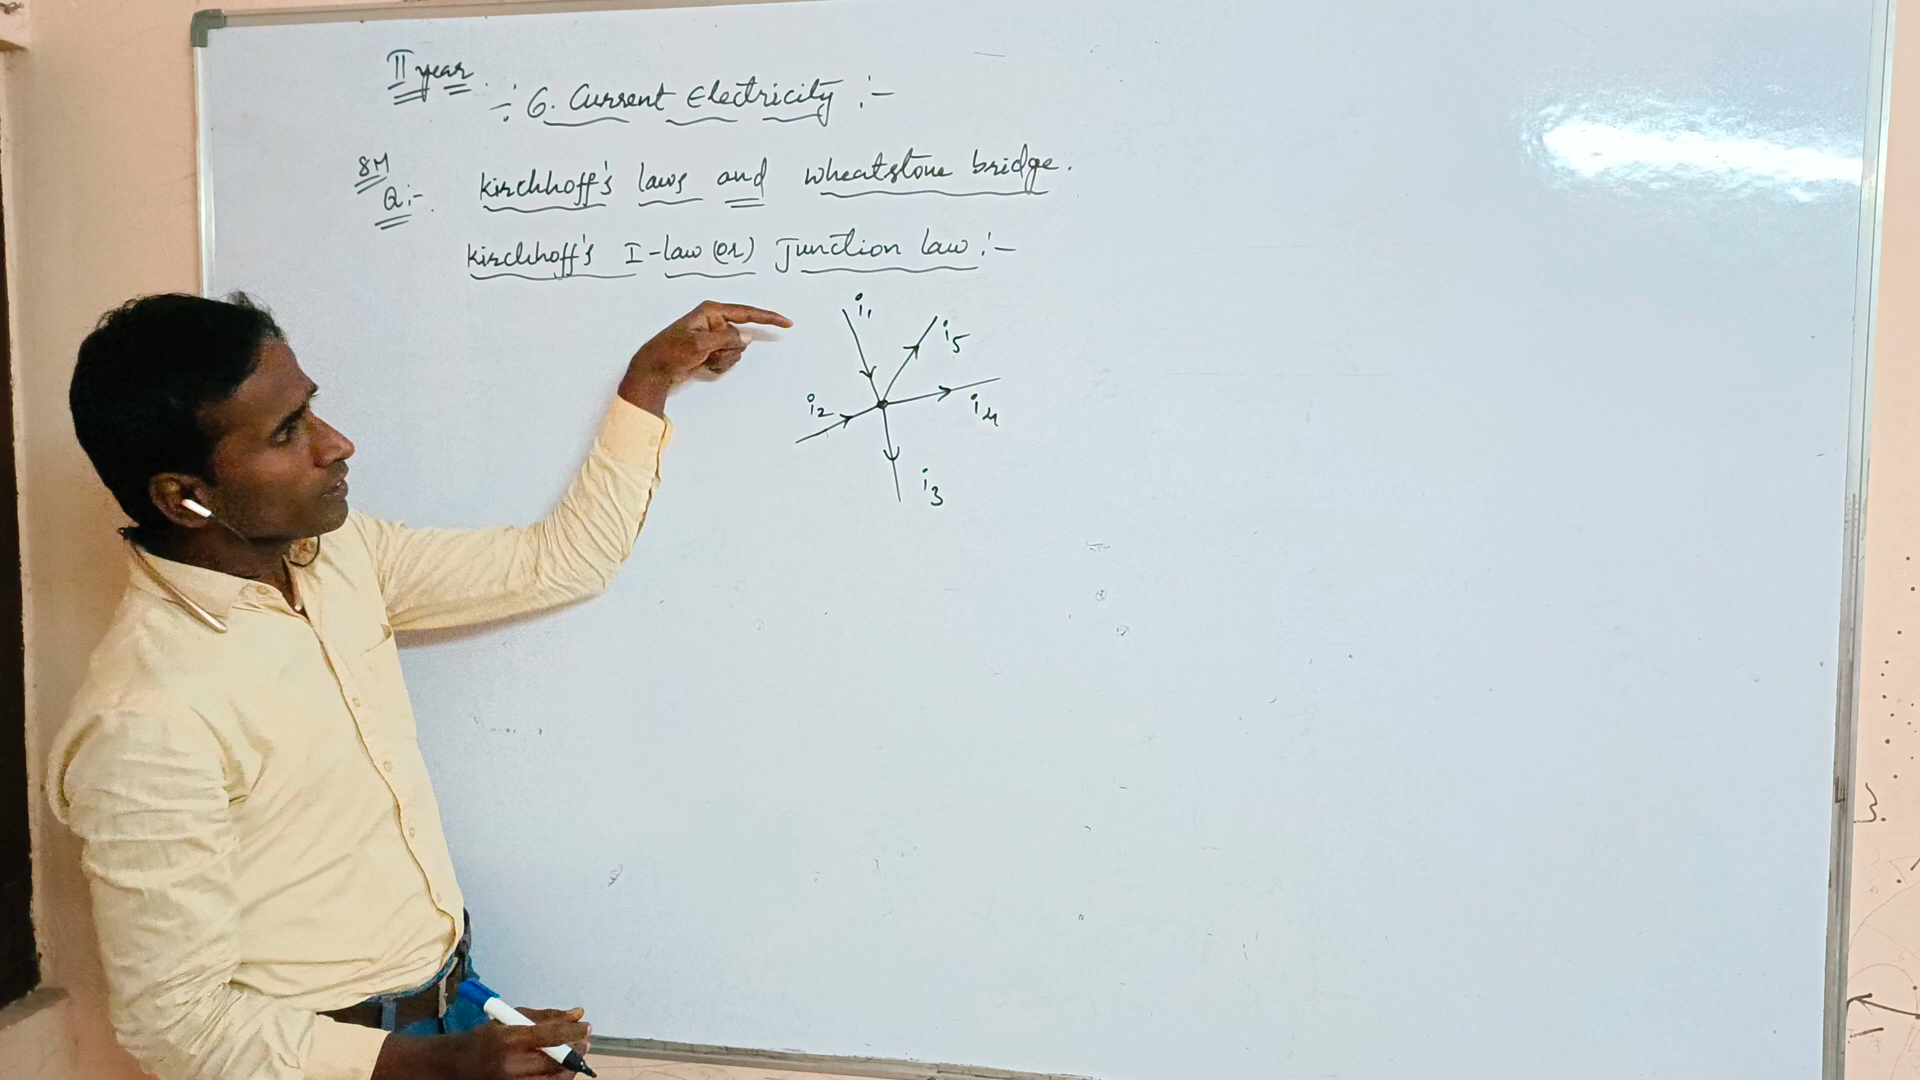 II year
-: 6. Current Electricity :-
8M
Q:- Kirchhoff's laws and wheatstone bridge.
Kirchhoff's I-law (or) Junction law :-
i1
i5
i2
i4
i3